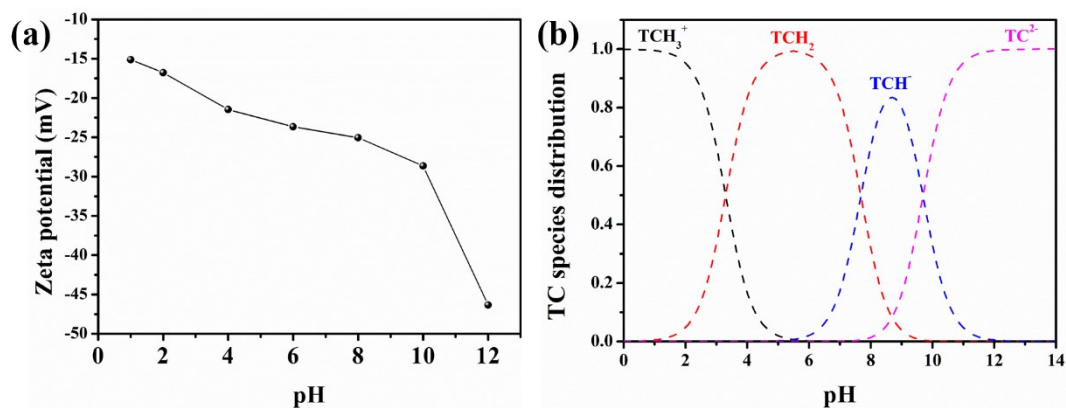 (a)
Zeta potential (mV)
-10
-15
-20
-25
-30
-35
-40
-45
-50
0 2 4 6 8 10 12
pH
(b)
TC species distribution
1.0
0.8
0.6
0.4
0.2
0.0
TCH₃⁺
TCH₂
TCH⁻
TC²⁻
0 2 4 6 8 10 12 14
pH